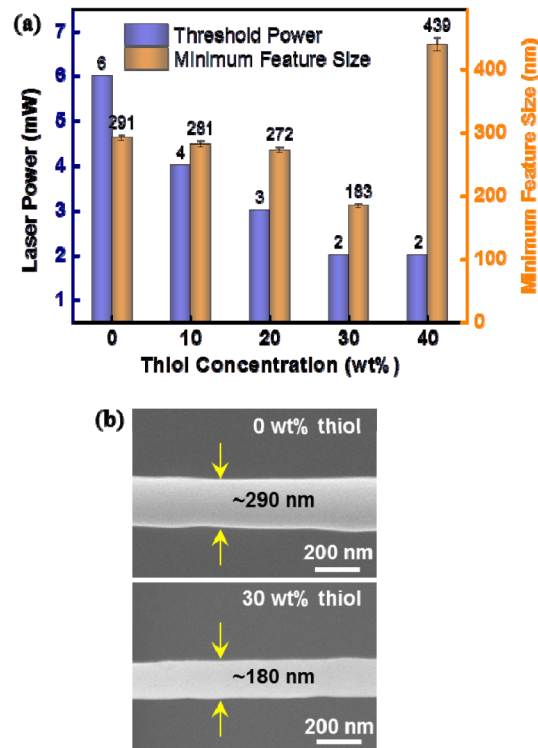 (a)
Threshold Power
Minimum Feature Size
Laser Power (mW)
7
6
5
4
3
2
1
6
291
4
281
3
272
2
183
2
439
400
300
200
100
0
Minimum Feature Size (nm)
0 10 20 30 40
Thiol Concentration (wt%)
(b)
0 wt% thiol
~290 nm
200 nm
30 wt% thiol
~180 nm
200 nm